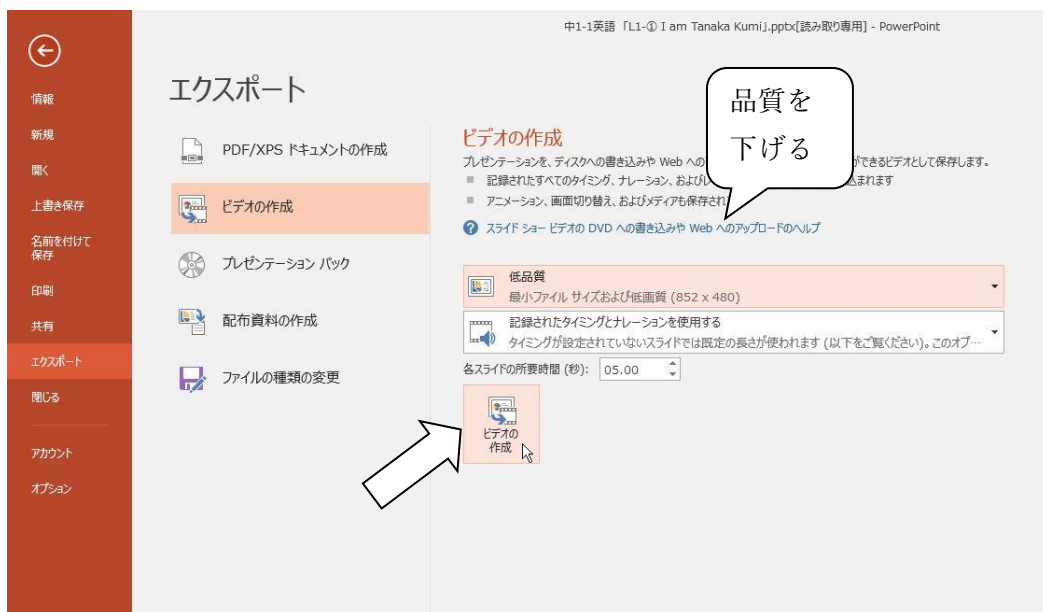 中1-1英語「L1-① I am Tanaka Kumi」.pptx[読み取り専用] - PowerPoint
情報
新規
開く
上書き保存
名前を付けて
保存
印刷
共有
エクスポート
閉じる
アカウント
オプション
エクスポート
PDF/XPS ドキュメントの作成
ビデオの作成
プレゼンテーション パック
配布資料の作成
ファイルの種類の変更
品質を
下げる
ビデオの作成
プレゼンテーションを、ディスクへの書き込みや Web への
できるビデオとして保存します。
記録されたすべてのタイミング、ナレーション、および
込まれます
アニメーション、画面切り替え、およびメディアも保存され
スライド ショー ビデオの DVD への書き込みや Web へのアップロードのヘルプ
低品質
最小ファイル サイズおよび低画質 (852 x 480)
記録されたタイミングとナレーションを使用する
タイミングが設定されていないスライドでは既定の長さが使われます (以下をご覧ください)。このオプ…
各スライドの所要時間 (秒): 05.00
ビデオの
作成